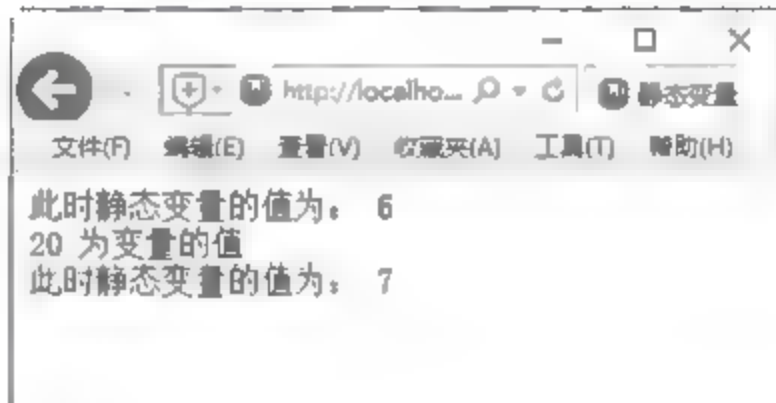 http://localho...
静态变量
文件(F) 编辑(E) 查看(V) 收藏夹(A) 工具(T) 帮助(H)
此时静态变量的值为： 6
20 为变量的值
此时静态变量的值为： 7